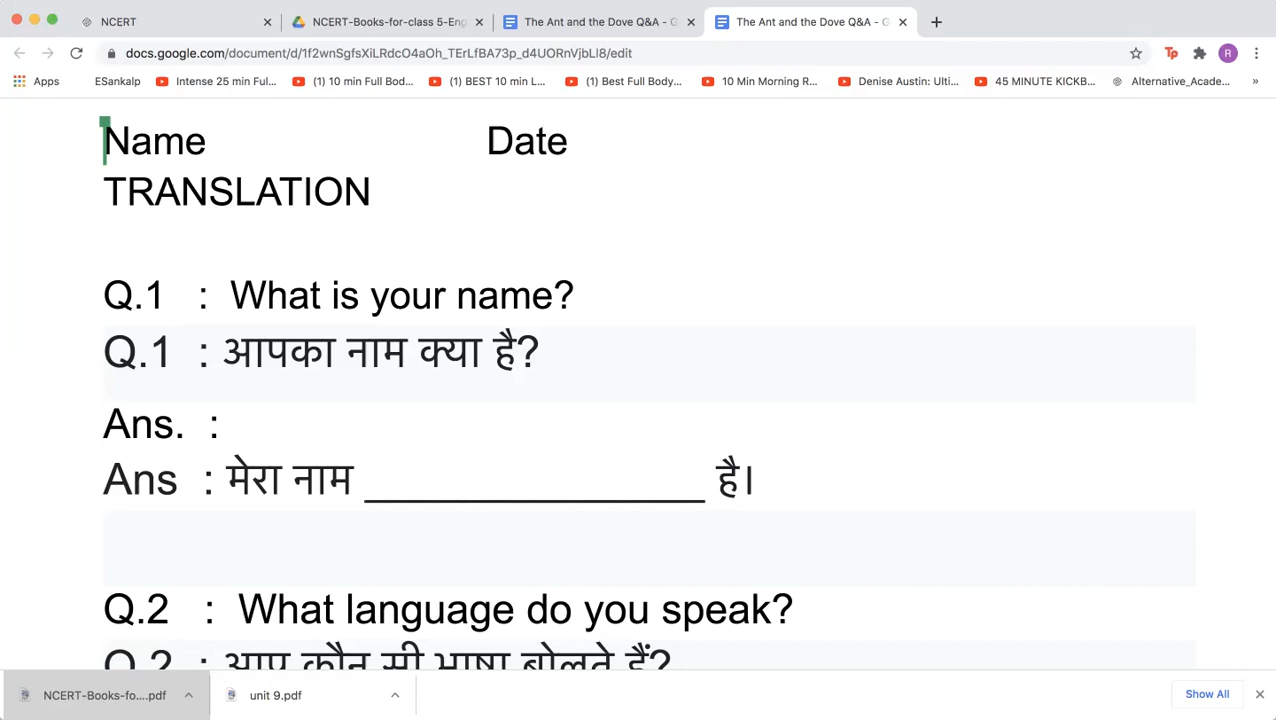 NCERT
NCERT-Books-for-class 5-Eng
The Ant and the Dove Q&A - G
The Ant and the Dove Q&A - G
docs.google.com/document/d/1f2wnSgfsXiLRdcO4aOh_TErLfBA73p_d4UORnVjbLl8/edit
Apps
ESankalp
Intense 25 min Ful...
(1) 10 min Full Bod...
(1) BEST 10 min L...
(1) Best Full Body...
10 Min Morning R...
Denise Austin: Ulti...
45 MINUTE KICKB...
Alternative_Acade...
Name Date
TRANSLATION
Q.1 : What is your name?
Q.1 : आपका नाम क्या है?
Ans. :
Ans : मेरा नाम ________________ है।
Q.2 : What language do you speak?
Q.2 : आप कौन सी भाषा बोलते हैं?
NCERT-Books-fo....pdf
unit 9.pdf
Show All